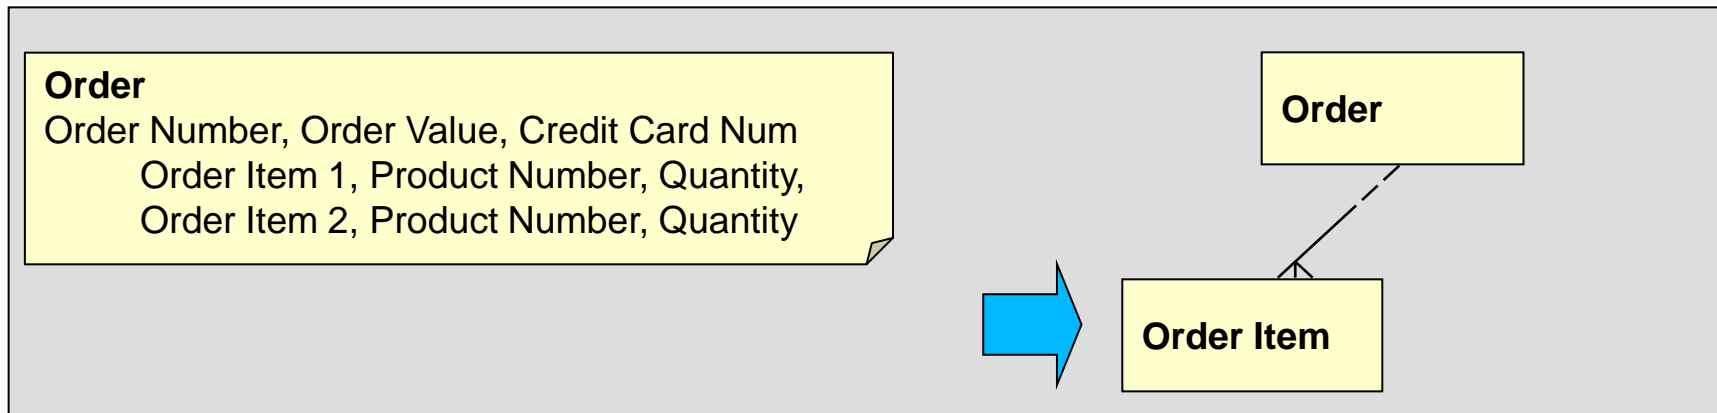 Order
Order Number, Order Value, Credit Card Num
Order Item 1, Product Number, Quantity,
Order Item 2, Product Number, Quantity
Order
Order Item